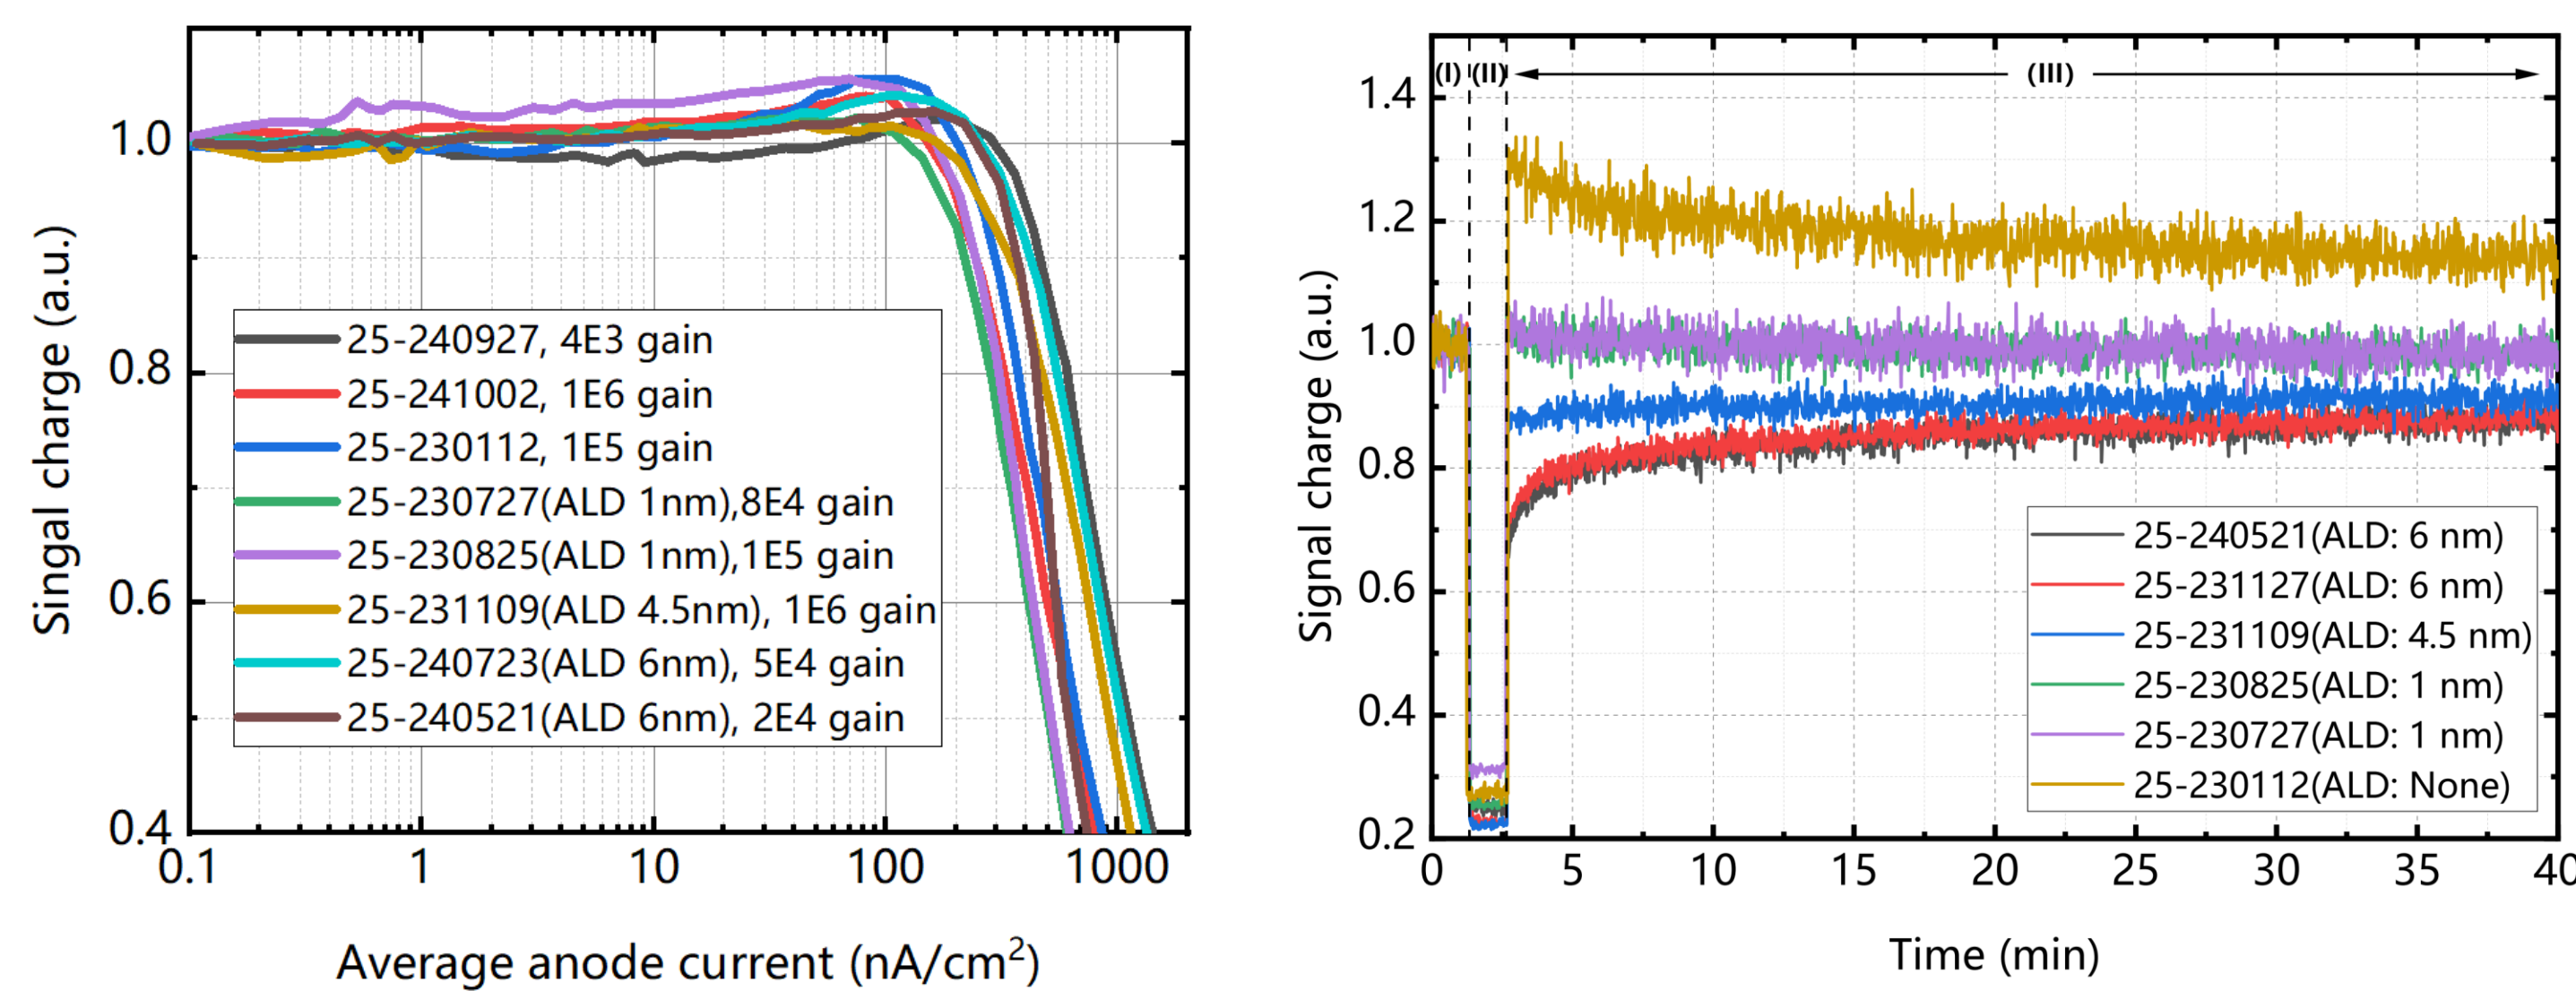 Singal charge (a.u.)
1.0
0.8
0.6
0.4
25-240927, 4E3 gain
25-241002, 1E6 gain
25-230112, 1E5 gain
25-230727(ALD 1nm),8E4 gain
25-230825(ALD 1nm),1E5 gain
25-231109(ALD 4.5nm), 1E6 gain
25-240723(ALD 6nm), 5E4 gain
25-240521(ALD 6nm), 2E4 gain
0.1 1 10 100 1000
Average anode current (nA/cm²)
Signal charge (a.u.)
1.4
1.2
1.0
0.8
0.6
0.4
0.2
(I) (II) (III)
25-240521(ALD: 6 nm)
25-231127(ALD: 6 nm)
25-231109(ALD: 4.5 nm)
25-230825(ALD: 1 nm)
25-230727(ALD: 1 nm)
25-230112(ALD: None)
0 5 10 15 20 25 30 35 40
Time (min)